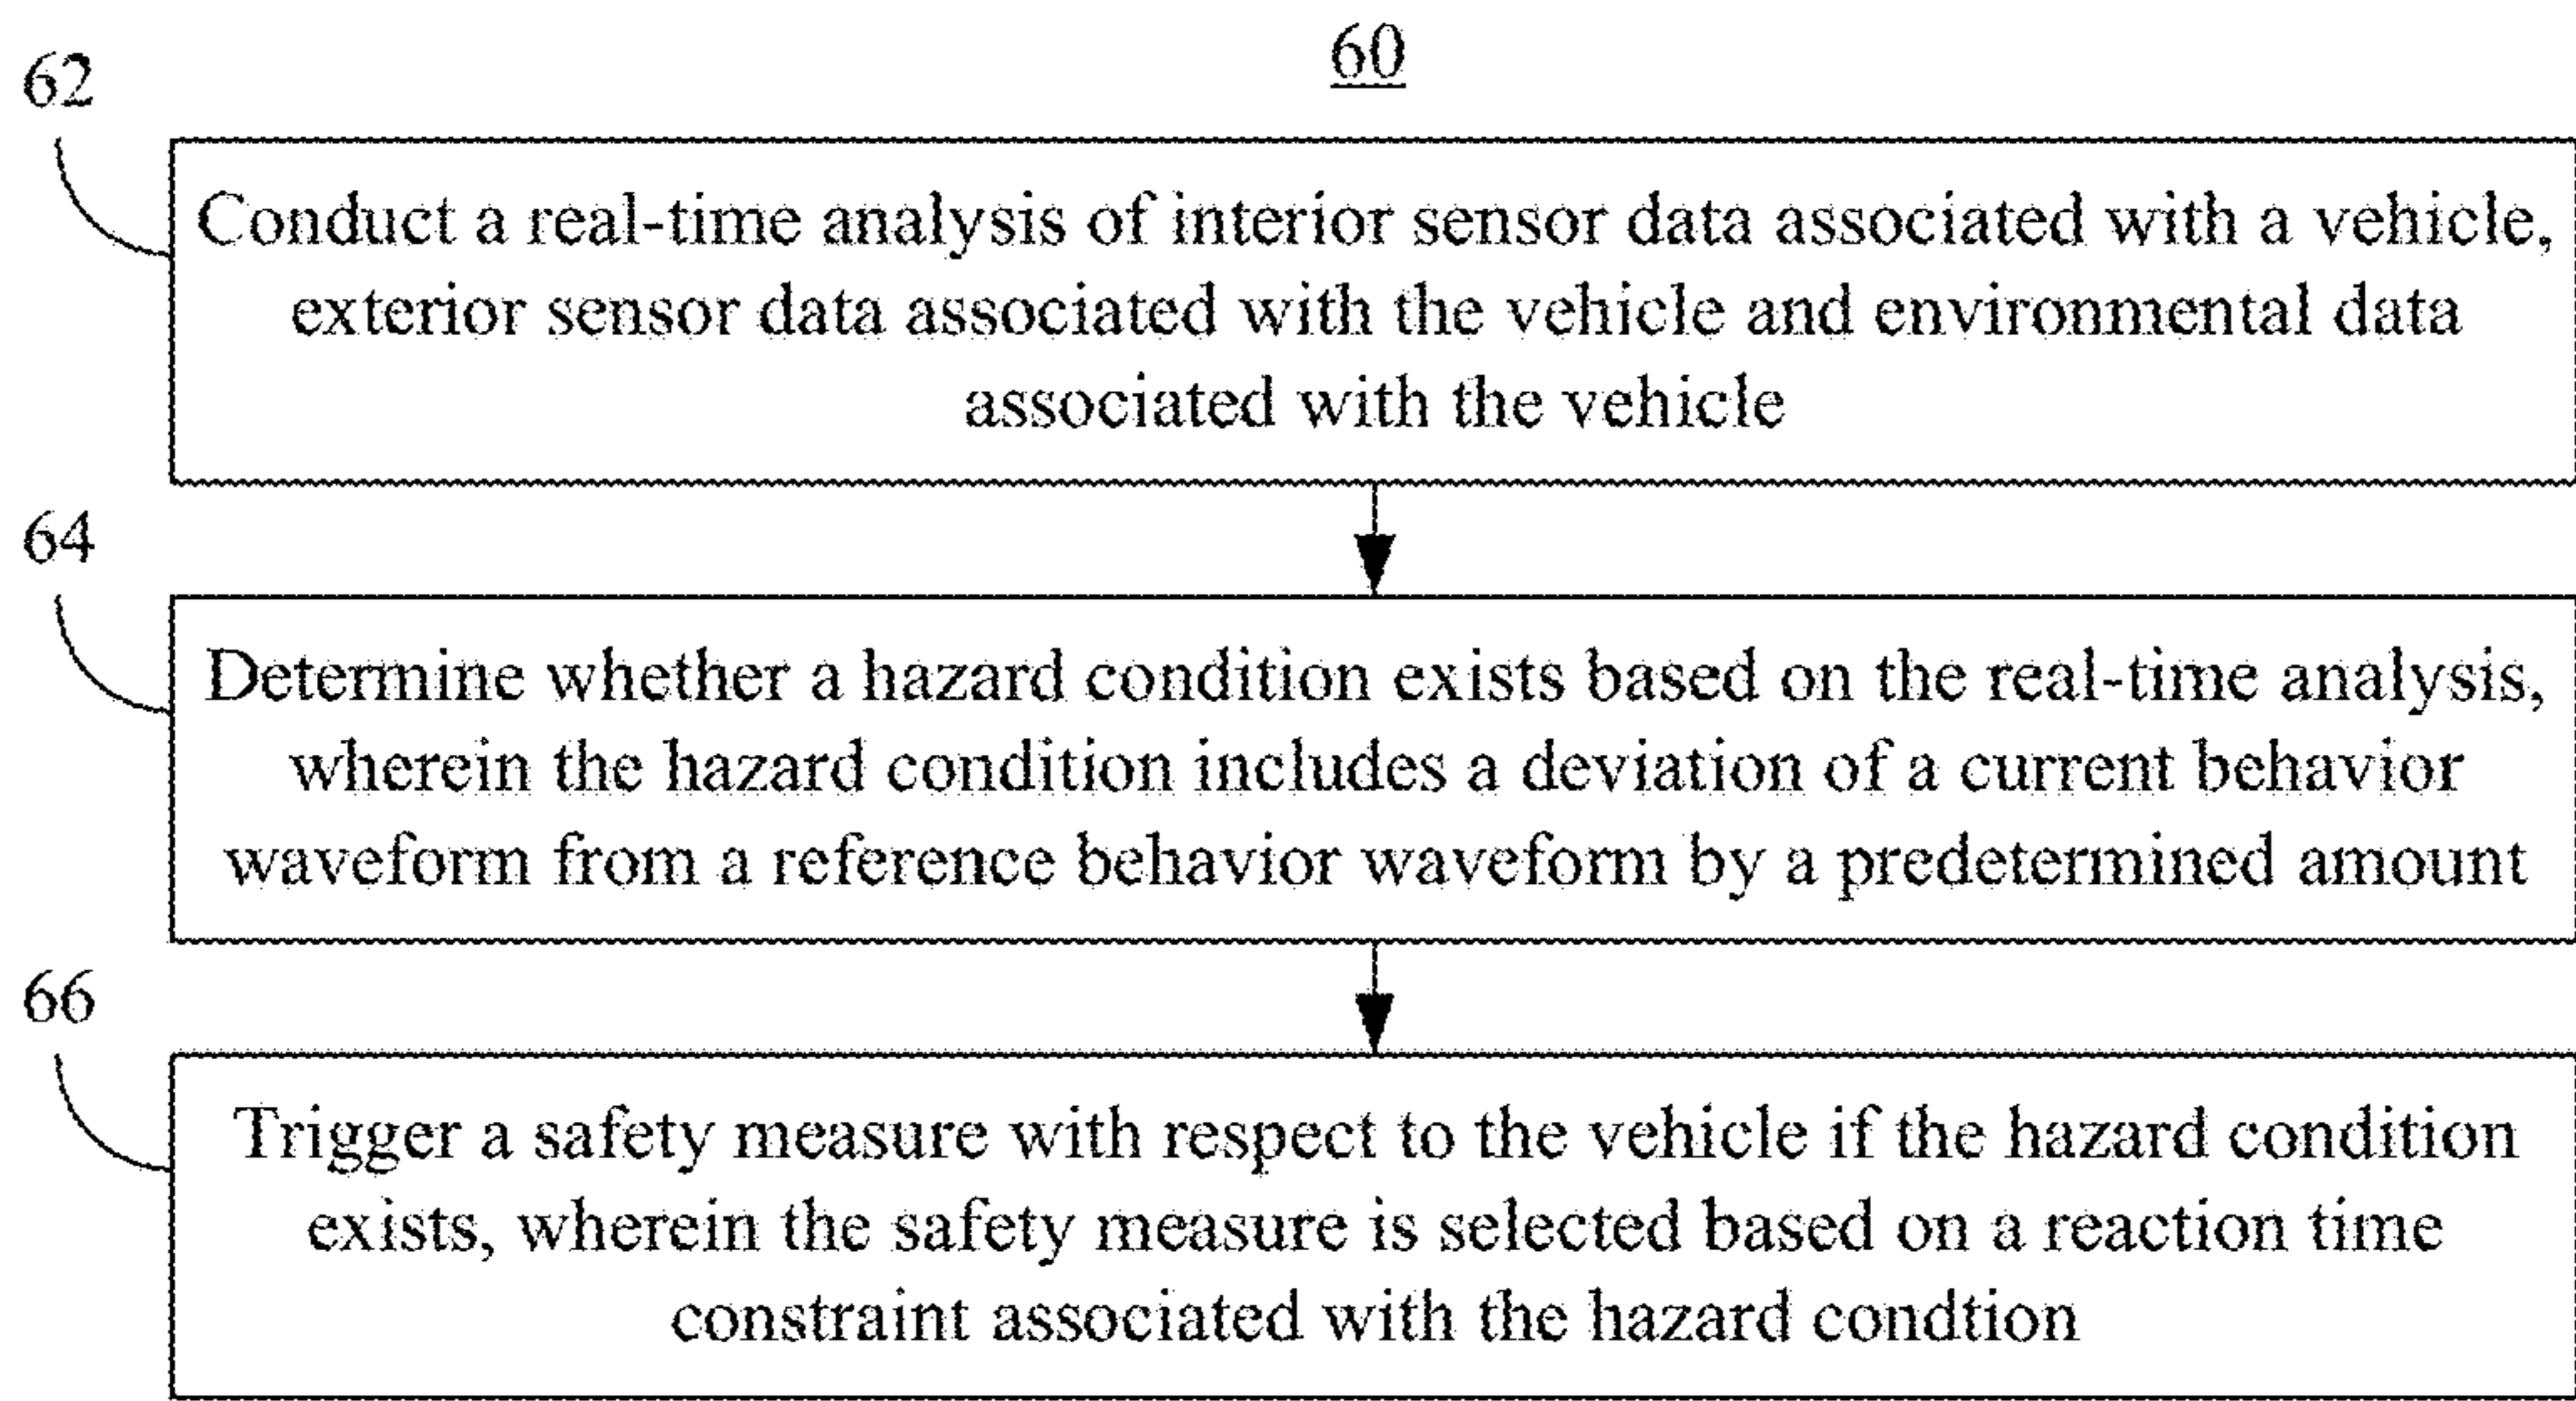 60
62
Conduct a real-time analysis of interior sensor data associated with a vehicle,
exterior sensor data associated with the vehicle and environmental data
associated with the vehicle
64
Determine whether a hazard condition exists based on the real-time analysis,
wherein the hazard condition includes a deviation of a current behavior
waveform from a reference behavior waveform by a predetermined amount
66
Trigger a safety measure with respect to the vehicle if the hazard condition
exists, wherein the safety measure is selected based on a reaction time
constraint associated with the hazard condtion